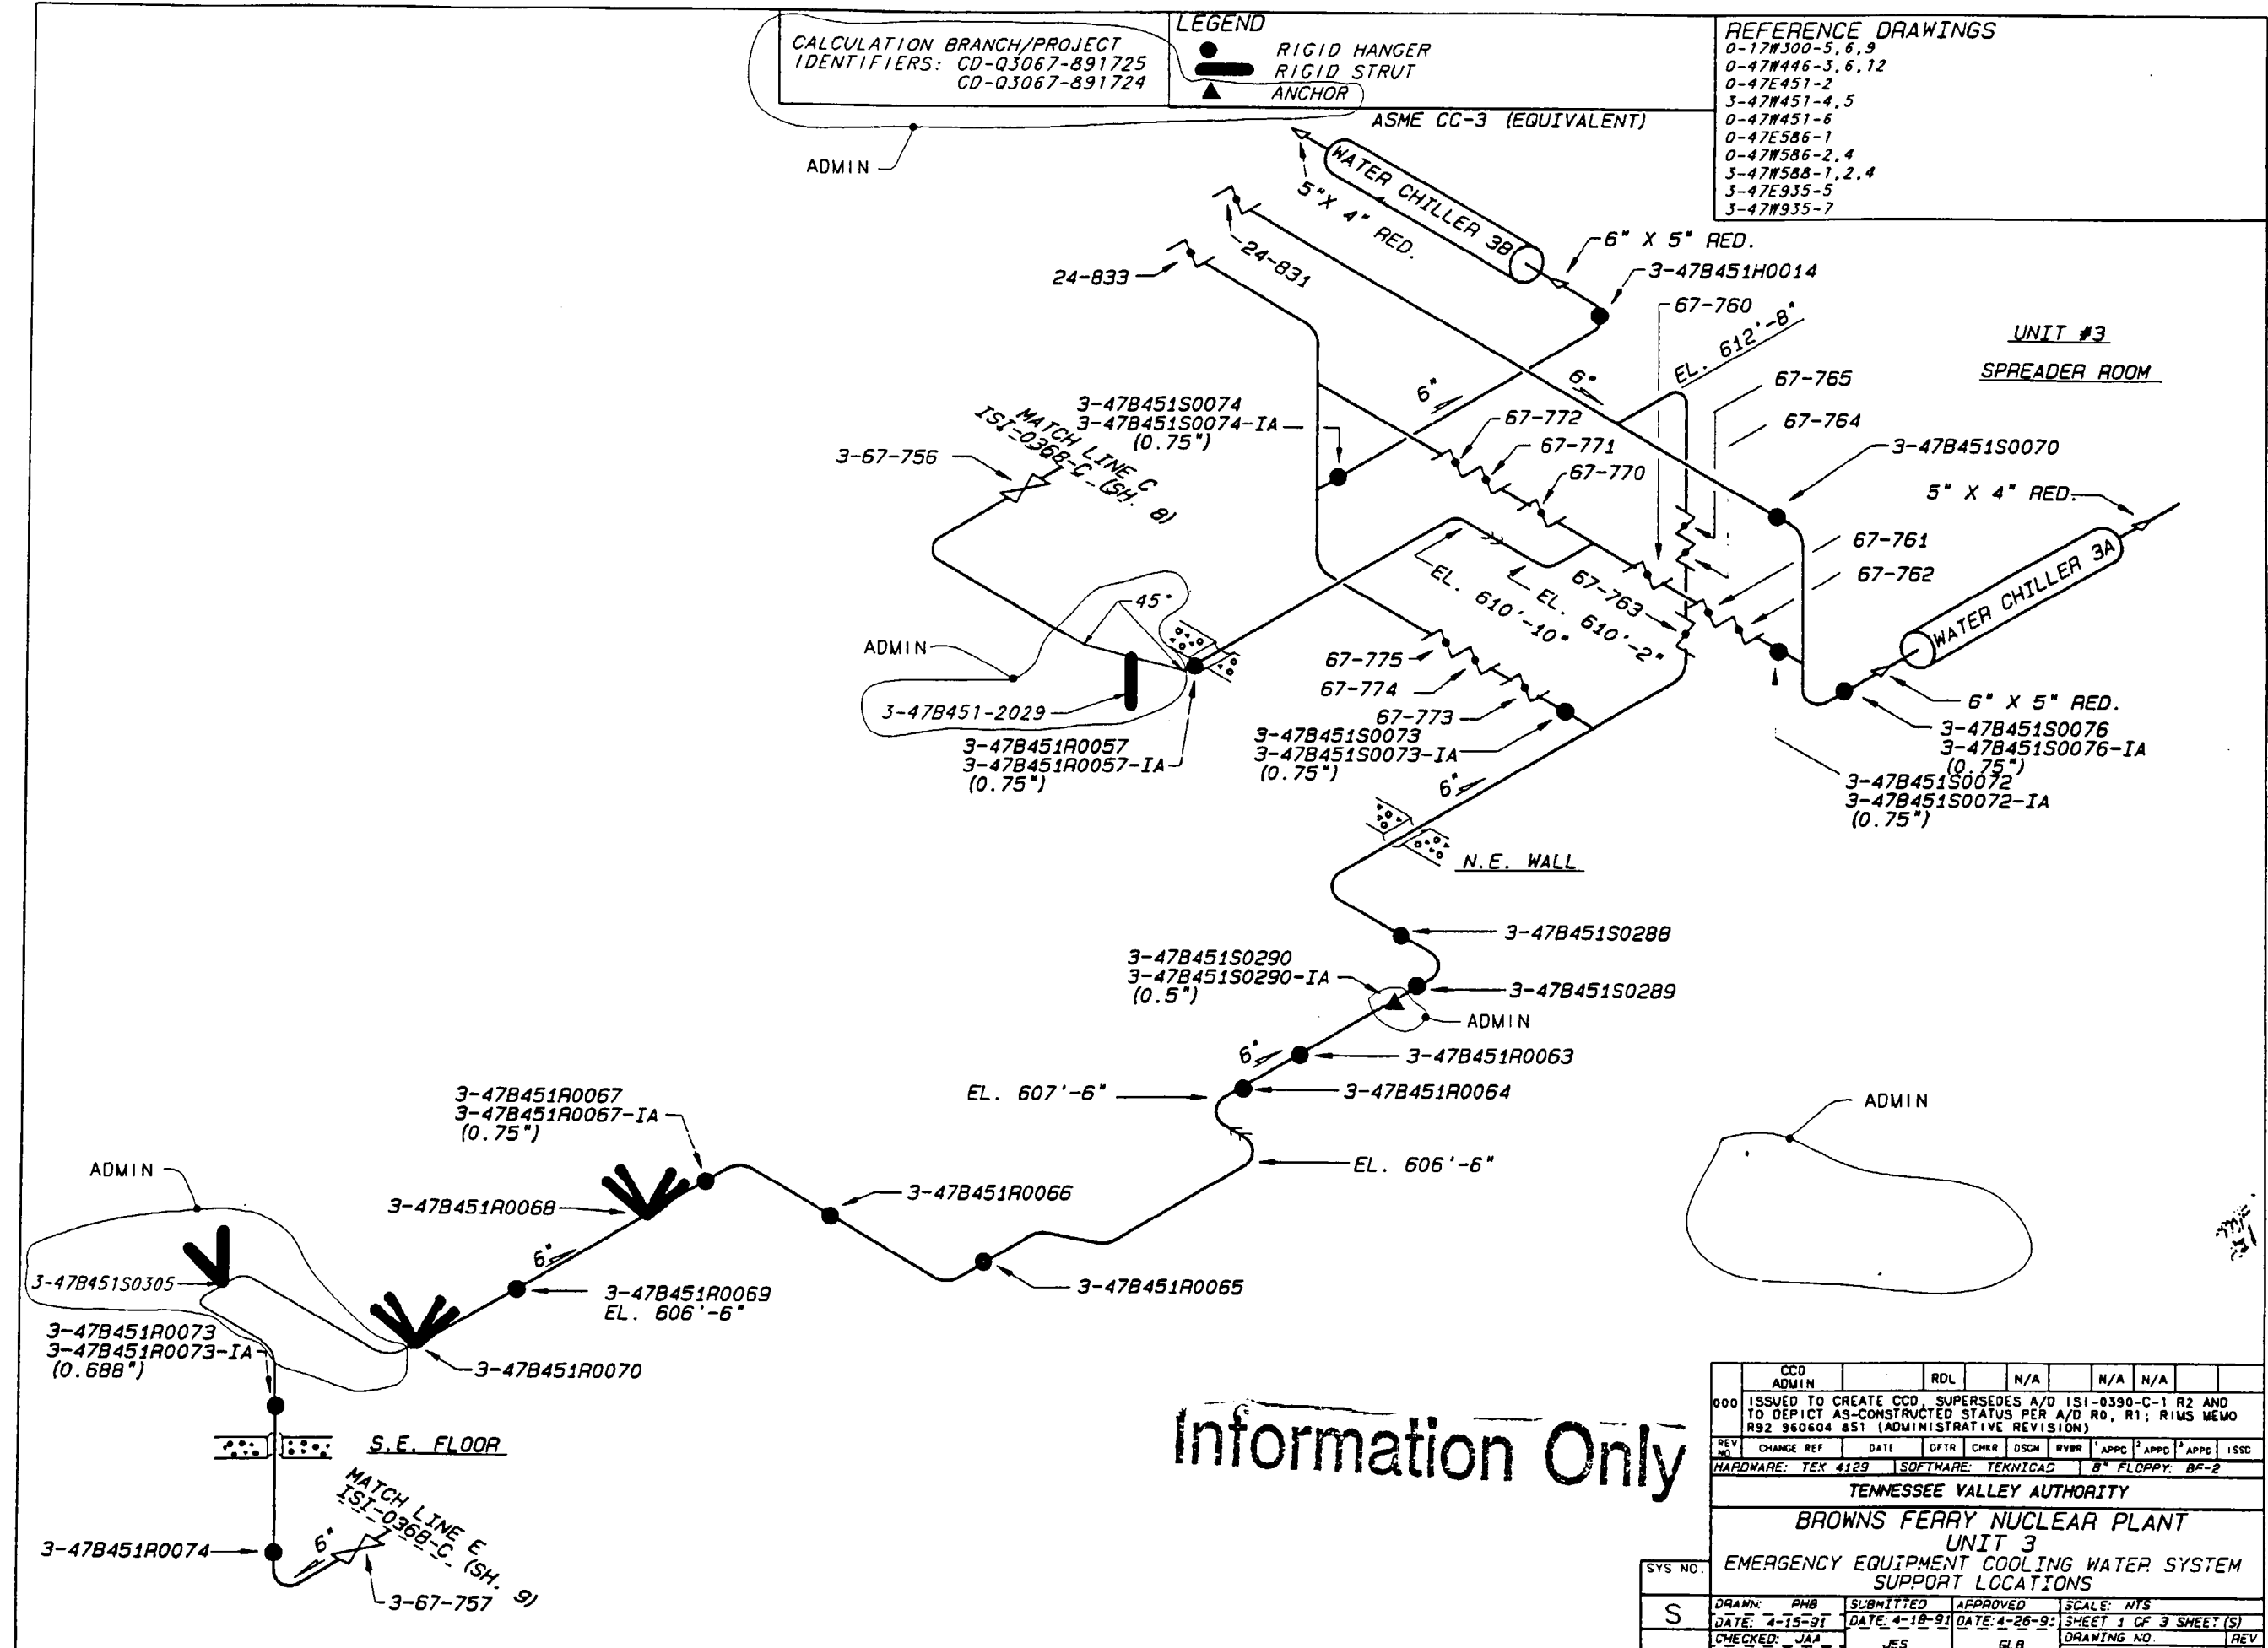 CALCULATION BRANCH/PROJECT
IDENTIFIERS: CD-Q3067-891725
CD-Q3067-891724
LEGEND
RIGID HANGER
RIGID STRUT
ANCHOR
ASME CC-3 (EQUIVALENT)
REFERENCE DRAWINGS
0-17W300-5,6,9
0-47W446-3,6,12
0-47E451-2
3-47W451-4,5
0-47W451-6
0-47E586-1
0-47W586-2,4
3-47W588-1,2,4
3-47E935-5
3-47W935-7
ADMIN
WATER CHILLER 3B
5"X 4" RED.
6" X 5" RED.
3-47B451H0014
24-831
24-833
67-760
EL. 612'-8"
UNIT #3
SPREADER ROOM
67-765
67-764
6"
6"
3-47B451S0074
3-47B451S0074-IA
(0.75")
67-772
67-771
67-770
3-47B451S0070
5" X 4" RED.
MATCH LINE C
ISI-0368-C (SH. 8)
3-67-756
67-761
67-762
WATER CHILLER 3A
EL. 610'-10"
EL. 610'-2"
67-763
45°
ADMIN
3-47B451-2029
67-775
67-774
67-773
3-47B451R0057
3-47B451R0057-IA
(0.75")
3-47B451S0073
3-47B451S0073-IA
(0.75")
6" X 5" RED.
3-47B451S0076
3-47B451S0076-IA
(0.75")
3-47B451S0072
3-47B451S0072-IA
(0.75")
6"
N.E. WALL
3-47B451S0288
3-47B451S0290
3-47B451S0290-IA
(0.5")
3-47B451S0289
ADMIN
6"
3-47B451R0063
EL. 607'-6"
3-47B451R0064
3-47B451R0067
3-47B451R0067-IA
(0.75")
ADMIN
EL. 606'-6"
ADMIN
3-47B451R0068
3-47B451R0066
6"
3-47B451S0305
3-47B451R0069
EL. 606'-6"
3-47B451R0065
3-47B451R0073
3-47B451R0073-IA
(0.688")
3-47B451R0070
S.E. FLOOR
MATCH LINE E
ISI-0368-C (SH. 9)
3-47B451R0074
6"
3-67-757
Information Only
CCD
ADMIN
RDL
N/A
N/A
N/A
000
ISSUED TO CREATE CCD, SUPERSEDES A/D ISI-0390-C-1 R2 AND
TO DEPICT AS-CONSTRUCTED STATUS PER A/D R0, R1; RIMS MEMO
R92 960604 851 (ADMINISTRATIVE REVISION)
REV NO
CHANGE REF
DATE
DFTR
CHKR
DSGN
RVWR
1 APPD
2 APPD
3 APPD
ISSD
HARDWARE: TEK 4129
SOFTWARE: TEKNICAD
8" FLOPPY: BF-2
TENNESSEE VALLEY AUTHORITY
BROWNS FERRY NUCLEAR PLANT
UNIT 3
EMERGENCY EQUIPMENT COOLING WATER SYSTEM
SUPPORT LOCATIONS
SYS NO.
S
DRAWN: PHB
SUBMITTED
APPROVED
SCALE: NTS
DATE: 4-15-91
DATE: 4-18-91
DATE: 4-26-91
SHEET 1 OF 3 SHEET(S)
CHECKED: JAA
JES
GLB
DRAWING NO.
REV.